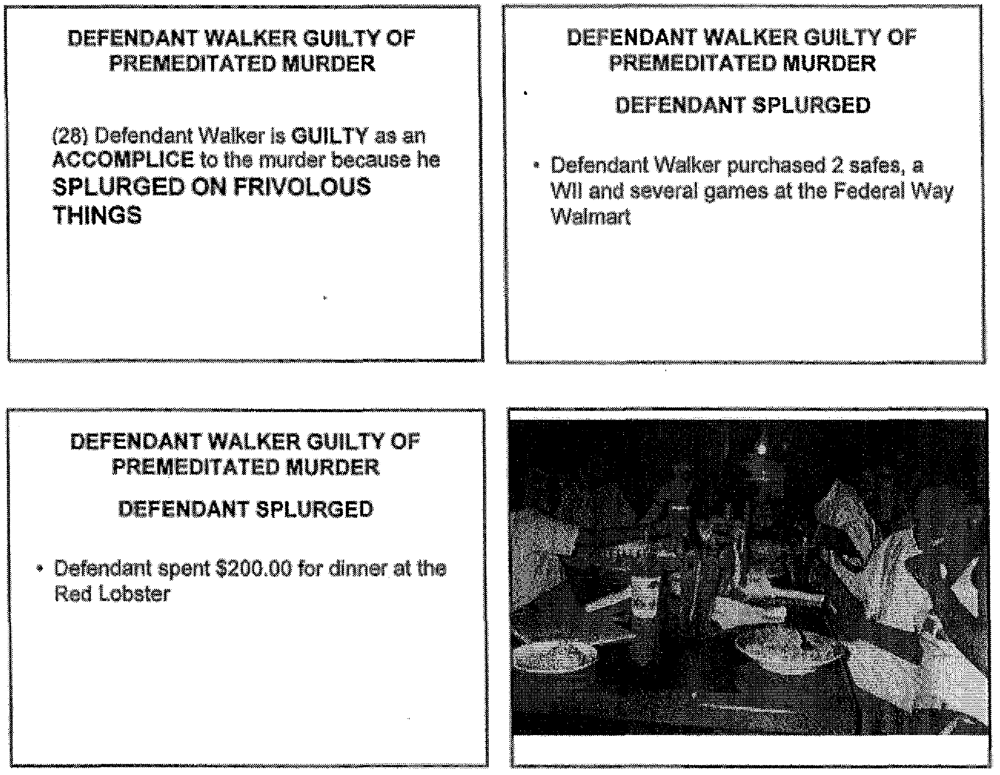 DEFENDANT WALKER GUILTY OF
PREMEDITATED MURDER
(28) Defendant Walker is GUILTY as an
ACCOMPLICE to the murder because he
SPLURGED ON FRIVOLOUS
THINGS
DEFENDANT WALKER GUILTY OF
PREMEDITATED MURDER
DEFENDANT SPLURGED
• Defendant Walker purchased 2 safes, a
WII and several games at the Federal Way
Walmart
DEFENDANT WALKER GUILTY OF
PREMEDITATED MURDER
DEFENDANT SPLURGED
• Defendant spent $200.00 for dinner at the
Red Lobster